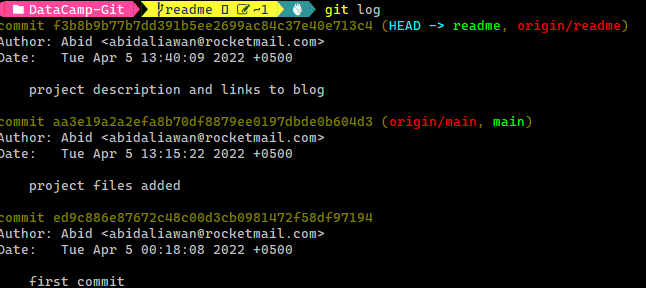 DataCamp-Git readme ~1 git log
commit f3b8b9b77b7dd391b5ee2699ac84c37e40e713c4 (HEAD -> readme, origin/readme)
Author: Abid <abidaliawan@rocketmail.com>
Date:   Tue Apr 5 13:40:09 2022 +0500
project description and links to blog
commit aa3e19a2a2efa8b70df8879ee0197dbde0b604d3 (origin/main, main)
Author: Abid <abidaliawan@rocketmail.com>
Date:   Tue Apr 5 13:15:22 2022 +0500
project files added
commit ed9c886e87672c48c00d3cb0981472f58df97194
Author: Abid <abidaliawan@rocketmail.com>
Date:   Tue Apr 5 00:18:08 2022 +0500
first commit